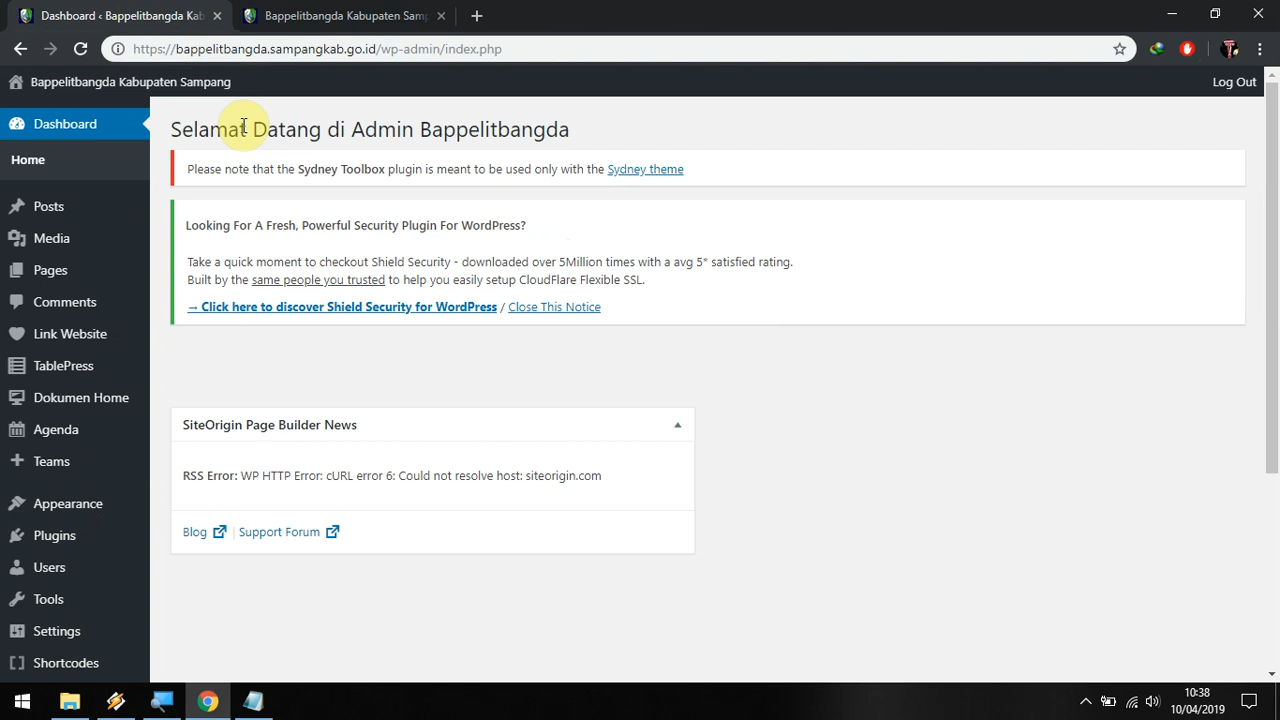 Dashboard ‹ Bappelitbangda Kab
Bappelitbangda Kabupaten Samp
https://bappelitbangda.sampangkab.go.id/wp-admin/index.php
Bappelitbangda Kabupaten Sampang
Log Out
Dashboard
Home
Posts
Media
Pages
Comments
Link Website
TablePress
Dokumen Home
Agenda
Teams
Appearance
Plugins
Users
Tools
Settings
Shortcodes
Selamat Datang di Admin Bappelitbangda
Please note that the Sydney Toolbox plugin is meant to be used only with the Sydney theme
Looking For A Fresh, Powerful Security Plugin For WordPress?
Take a quick moment to checkout Shield Security - downloaded over 5Million times with a avg 5* satisfied rating.
Built by the same people you trusted to help you easily setup CloudFlare Flexible SSL.
→ Click here to discover Shield Security for WordPress / Close This Notice
SiteOrigin Page Builder News
RSS Error: WP HTTP Error: cURL error 6: Could not resolve host: siteorigin.com
Blog | Support Forum
10:38
10/04/2019